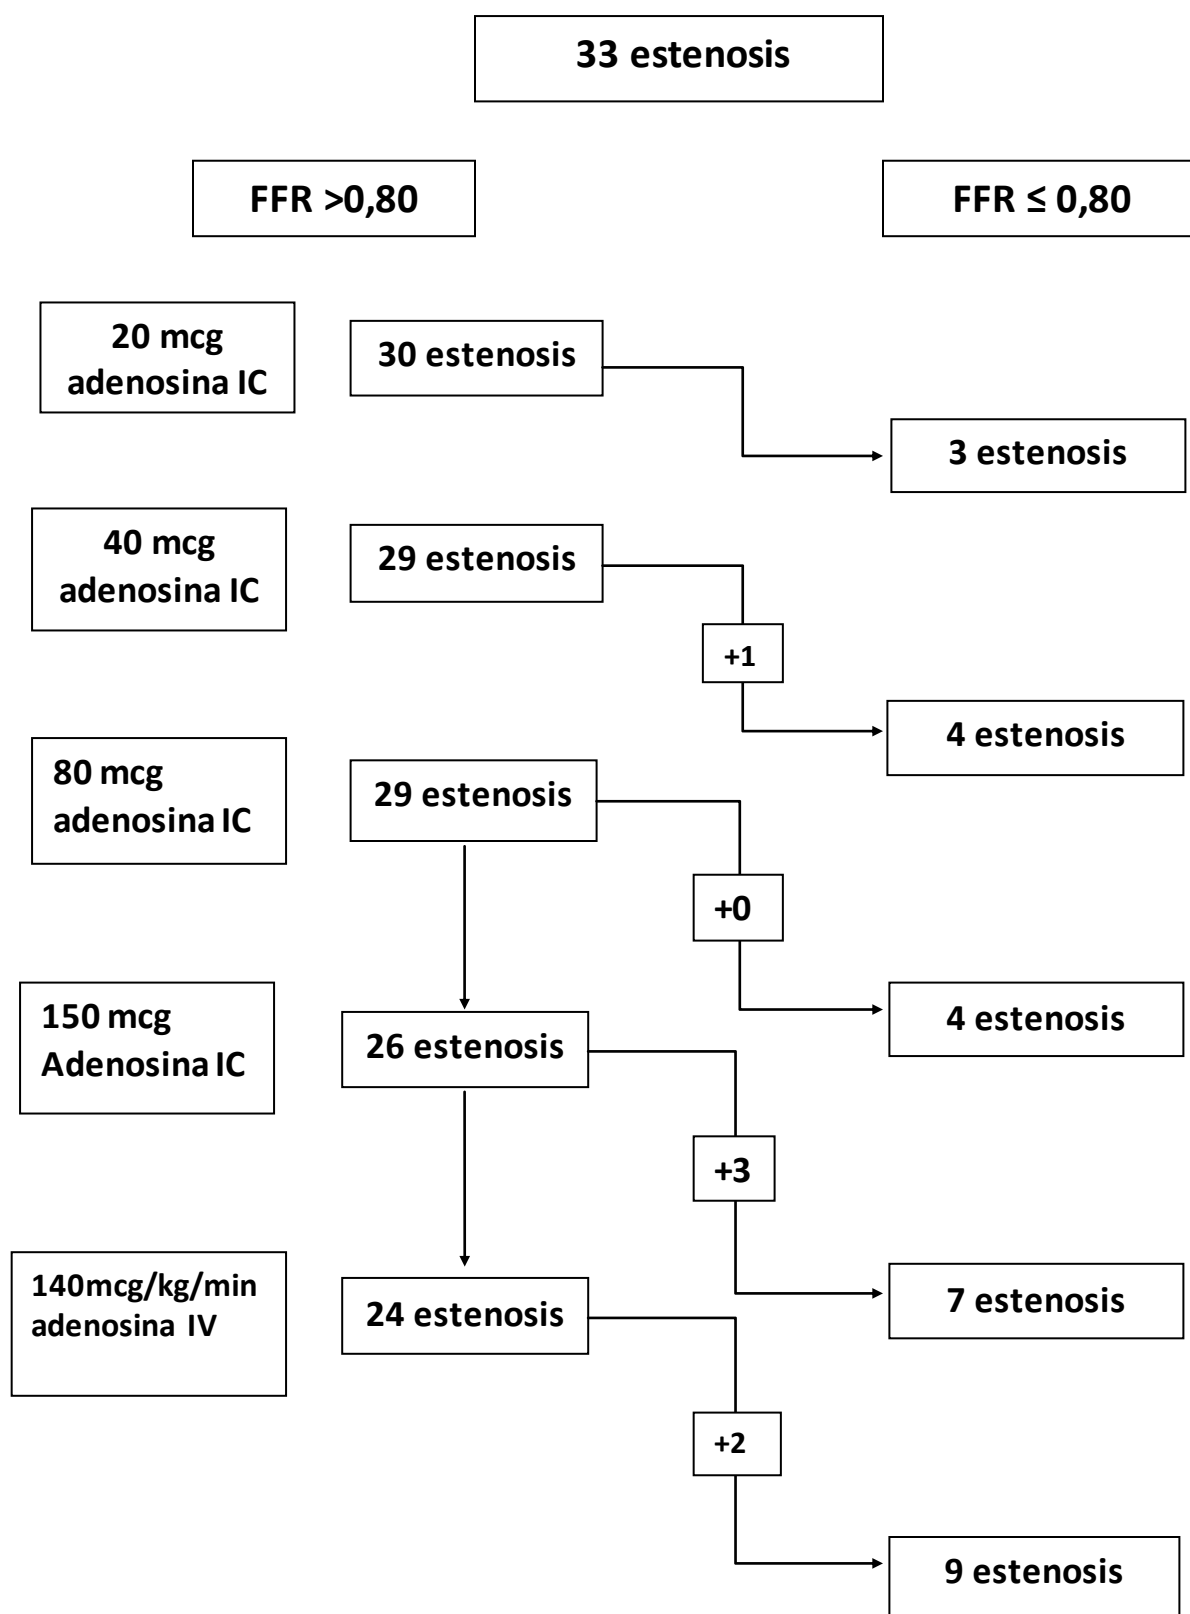 33 estenosis
FFR >0,80
FFR ≤ 0,80
20 mcg
adenosina IC
30 estenosis
3 estenosis
40 mcg
adenosina IC
29 estenosis
+1
4 estenosis
80 mcg
adenosina IC
29 estenosis
+0
4 estenosis
150 mcg
Adenosina IC
26 estenosis
+3
7 estenosis
140mcg/kg/min
adenosina IV
24 estenosis
+2
9 estenosis